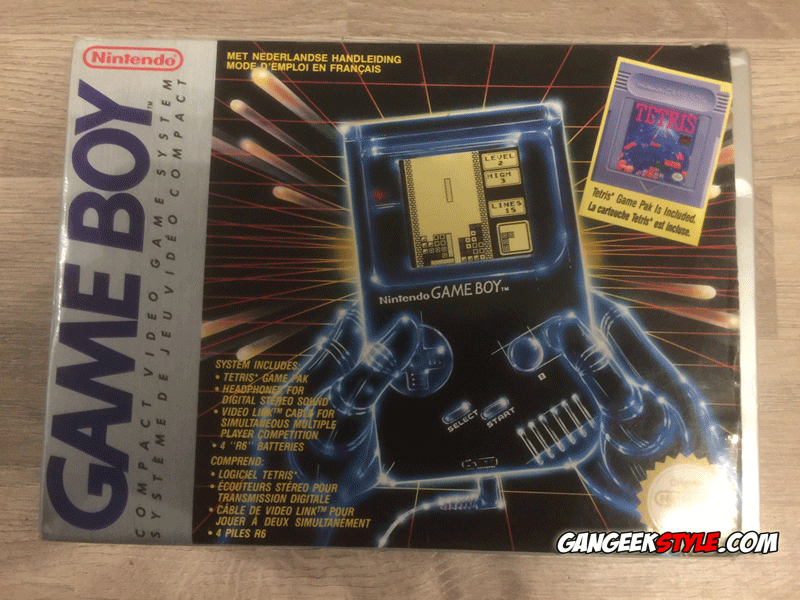 Nintendo
GAME BOY™
COMPACT VIDEO GAME SYSTEM
SYSTÈME DE JEU VIDÉO COMPACT
MET NEDERLANDSE HANDLEIDING
MODE D'EMPLOI EN FRANÇAIS
TETRIS
Tetris* Game Pak is Included.
La cartouche Tetris* est incluse.
LEVEL
2
HIGH
3
LINES
15
Nintendo GAME BOY™
B
SELECT
START
SYSTEM INCLUDES:
• TETRIS* GAME PAK
• HEADPHONES FOR
DIGITAL STEREO SOUND
• VIDEO LINK™ CABLE FOR
SIMULTANEOUS MULTIPLE
PLAYER COMPETITION
• 4 "R6" BATTERIES
COMPREND:
• LOGICIEL TETRIS*
• ÉCOUTEURS STÉREO POUR
TRANSMISSION DIGITALE
• CÂBLE DE VIDEO LINK™ POUR
JOUER À DEUX SIMULTANÉMENT
• 4 PILES R6
GANGEEKSTYLE.COM